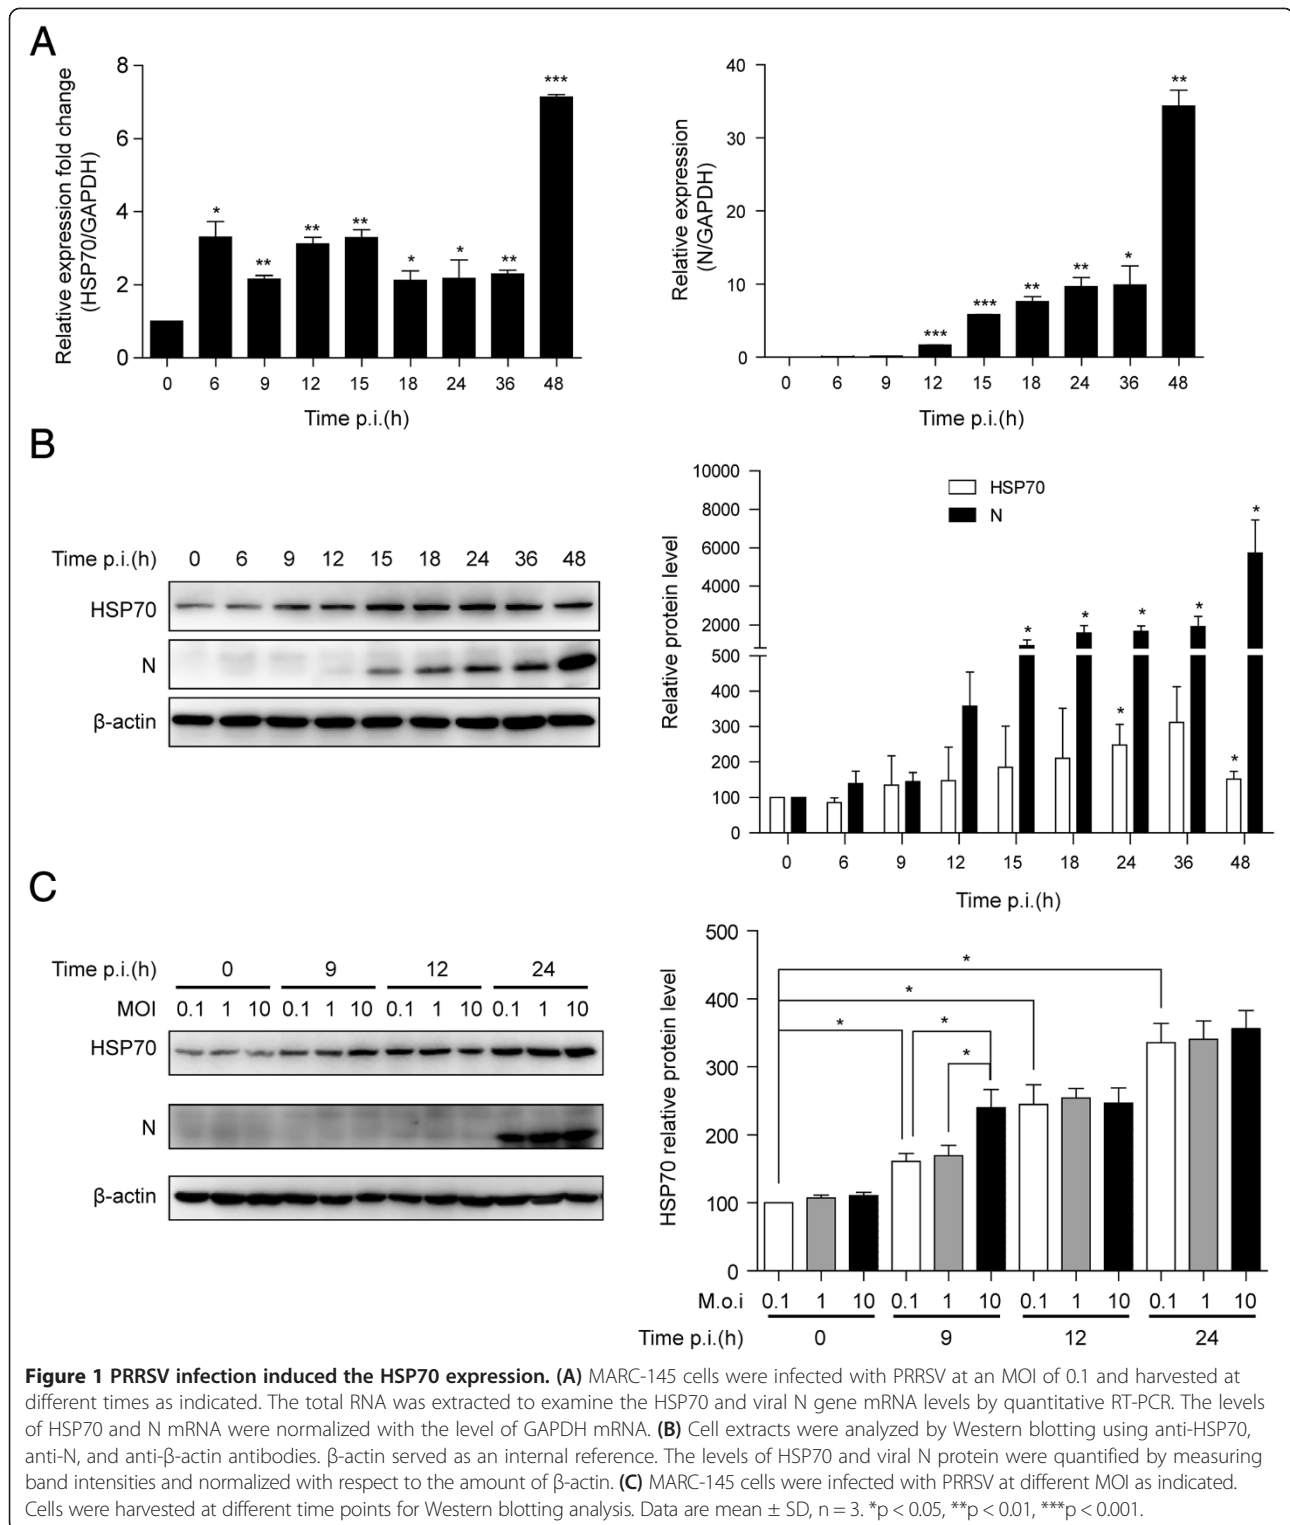 A
Relative expression fold change
(HSP70/GAPDH)
8
6
4
2
0
* ** ** ** * * ** ***
0 6 9 12 15 18 24 36 48
Time p.i.(h)
Relative expression
(N/GAPDH)
40
30
20
10
0
*** *** ** ** * **
0 6 9 12 15 18 24 36 48
Time p.i.(h)
B
Time p.i.(h) 0 6 9 12 15 18 24 36 48
HSP70
N
β-actin
Relative protein level
10000
8000
6000
4000
2000
500
400
300
200
100
0
HSP70
N
* * * * * * *
0 6 9 12 15 18 24 36 48
Time p.i.(h)
C
Time p.i.(h) 0 9 12 24
MOI 0.1 1 10 0.1 1 10 0.1 1 10 0.1 1 10
HSP70
N
β-actin
HSP70 relative protein level
500
400
300
200
100
0
*
*
* *
*
M.o.i 0.1 1 10 0.1 1 10 0.1 1 10 0.1 1 10
Time p.i.(h) 0 9 12 24
Figure 1 PRRSV infection induced the HSP70 expression. (A) MARC-145 cells were infected with PRRSV at an MOI of 0.1 and harvested at
different times as indicated. The total RNA was extracted to examine the HSP70 and viral N gene mRNA levels by quantitative RT-PCR. The levels
of HSP70 and N mRNA were normalized with the level of GAPDH mRNA. (B) Cell extracts were analyzed by Western blotting using anti-HSP70,
anti-N, and anti-β-actin antibodies. β-actin served as an internal reference. The levels of HSP70 and viral N protein were quantified by measuring
band intensities and normalized with respect to the amount of β-actin. (C) MARC-145 cells were infected with PRRSV at different MOI as indicated.
Cells were harvested at different time points for Western blotting analysis. Data are mean ± SD, n = 3. *p < 0.05, **p < 0.01, ***p < 0.001.